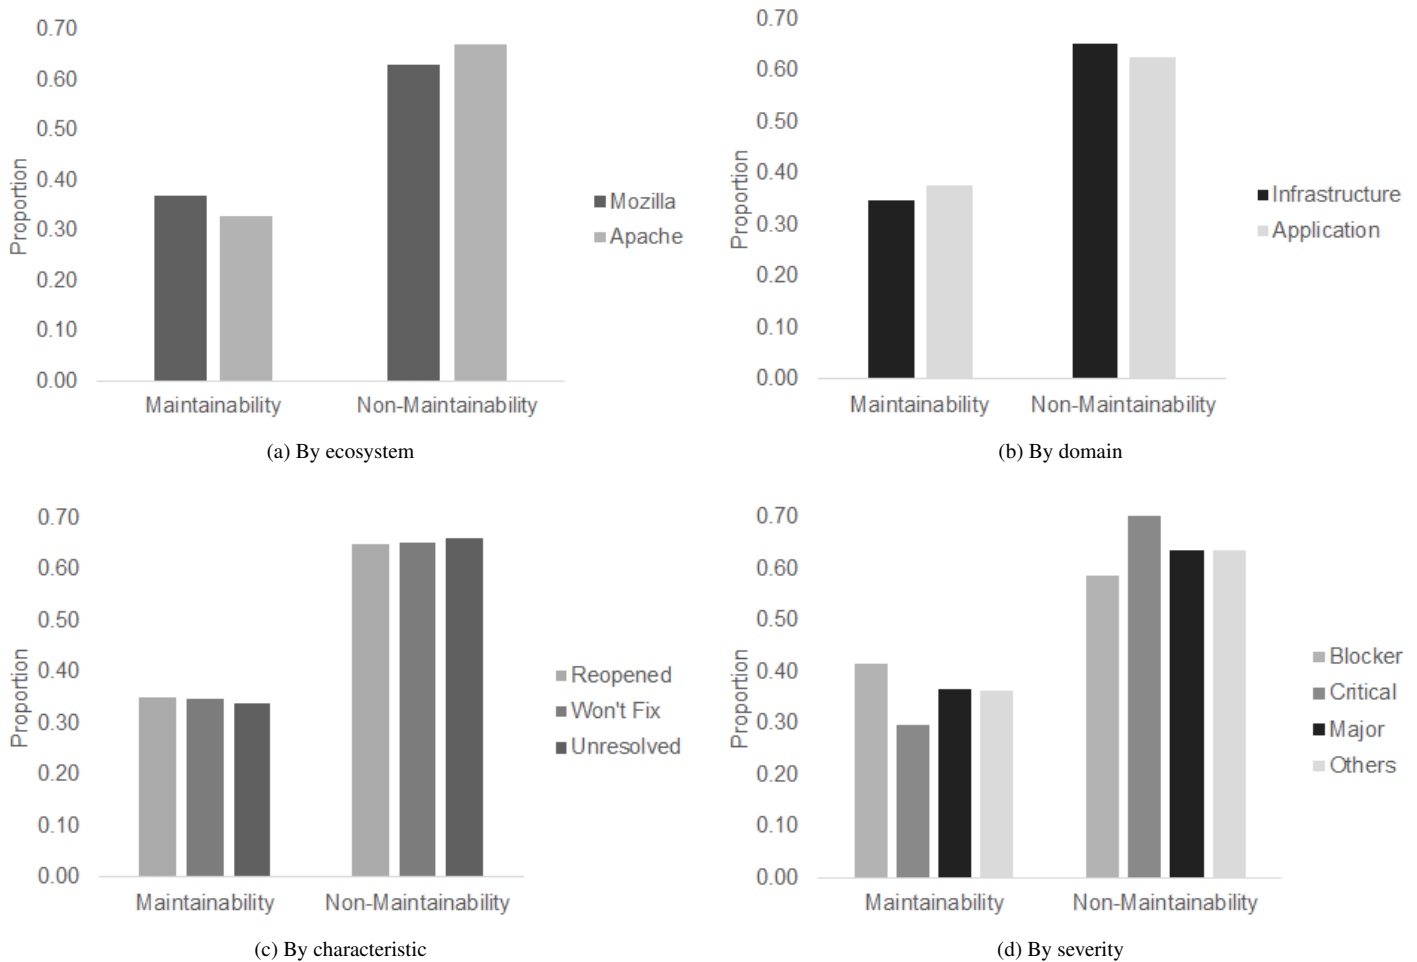 0.70
0.60
0.50
0.40
0.30
0.20
0.10
0.00
Proportion
Maintainability Non-Maintainability
Mozilla
Apache
(a) By ecosystem
0.70
0.60
0.50
0.40
0.30
0.20
0.10
0.00
Proportion
Maintainability Non-Maintainability
Infrastructure
Application
(b) By domain
0.70
0.60
0.50
0.40
0.30
0.20
0.10
0.00
Proportion
Maintainability Non-Maintainability
Reopened
Won't Fix
Unresolved
(c) By characteristic
0.70
0.60
0.50
0.40
0.30
0.20
0.10
0.00
Proportion
Maintainability Non-Maintainability
Blocker
Critical
Major
Others
(d) By severity